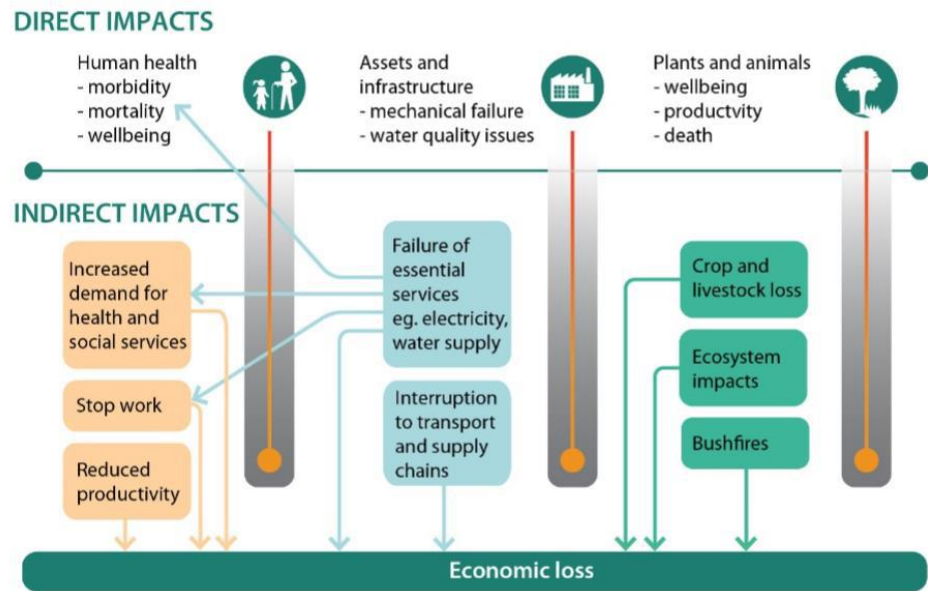 DIRECT IMPACTS
Human health
- morbidity
- mortality
- wellbeing
Assets and
infrastructure
- mechanical failure
- water quality issues
Plants and animals
- wellbeing
- productvity
- death
INDIRECT IMPACTS
Increased
demand for
health and
social services
Stop work
Reduced
productivity
Failure of
essential
services
eg. electricity,
water supply
Interruption
to transport
and supply
chains
Crop and
livestock loss
Ecosystem
impacts
Bushfires
Economic loss